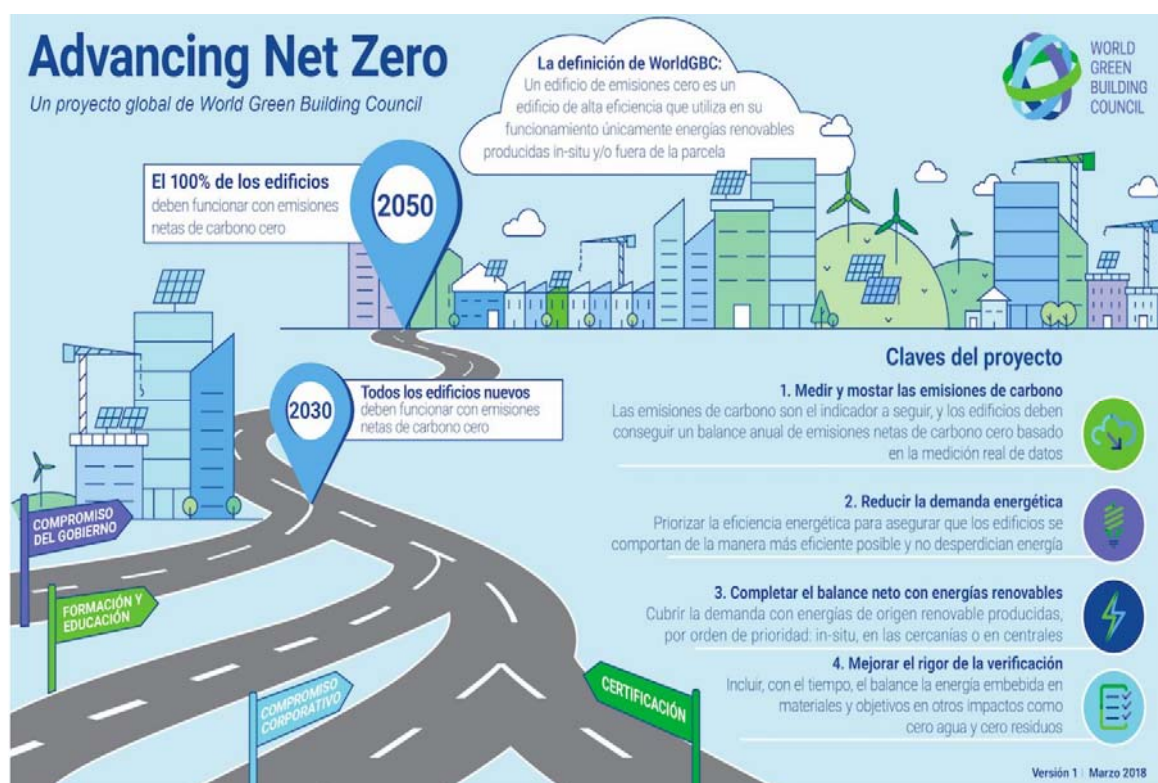 Advancing Net Zero
Un proyecto global de World Green Building Council
La definición de WorldGBC:
Un edificio de emisiones cero es un
edificio de alta eficiencia que utiliza en su
funcionamiento únicamente energías renovables
producidas in-situ y/o fuera de la parcela
WORLD
GREEN
BUILDING
COUNCIL
El 100% de los edificios
deben funcionar con emisiones
netas de carbono cero
2050
2030
Todos los edificios nuevos
deben funcionar con emisiones
netas de carbono cero
COMPROMISO
DEL GOBIERNO
FORMACIÓN Y
EDUCACIÓN
COMPROMISO
CORPORATIVO
CERTIFICACIÓN
Claves del proyecto
1. Medir y mostar las emisiones de carbono
Las emisiones de carbono son el indicador a seguir, y los edificios deben
conseguir un balance anual de emisiones netas de carbono cero basado
en la medición real de datos
2. Reducir la demanda energética
Priorizar la eficiencia energética para asegurar que los edificios se
comportan de la manera más eficiente posible y no desperdician energía
3. Completar el balance neto con energías renovables
Cubrir la demanda con energías de origen renovable producidas,
por orden de prioridad: in-situ, en las cercanías o en centrales
4. Mejorar el rigor de la verificación
Incluir, con el tiempo, el balance la energía embebida en
materiales y objetivos en otros impactos como
cero agua y cero residuos
Versión 1 | Marzo 2018